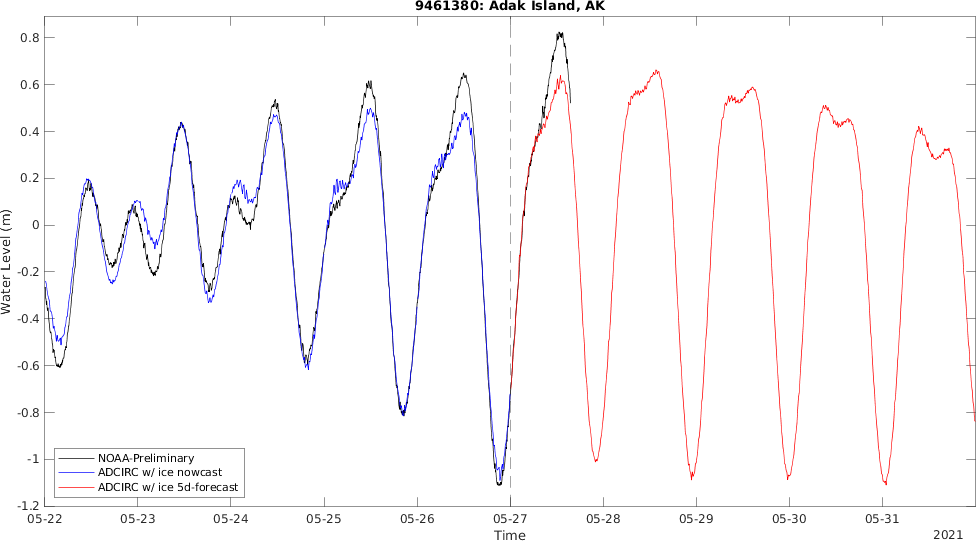 9461380: Adak Island, AK
Water Level (m)
0.8
0.6
0.4
0.2
0
-0.2
-0.4
-0.6
-0.8
-1
-1.2
NOAA-Preliminary
ADCIRC w/ ice nowcast
ADCIRC w/ ice 5d-forecast
05-22 05-23 05-24 05-25 05-26 05-27 05-28 05-29 05-30 05-31
Time
2021